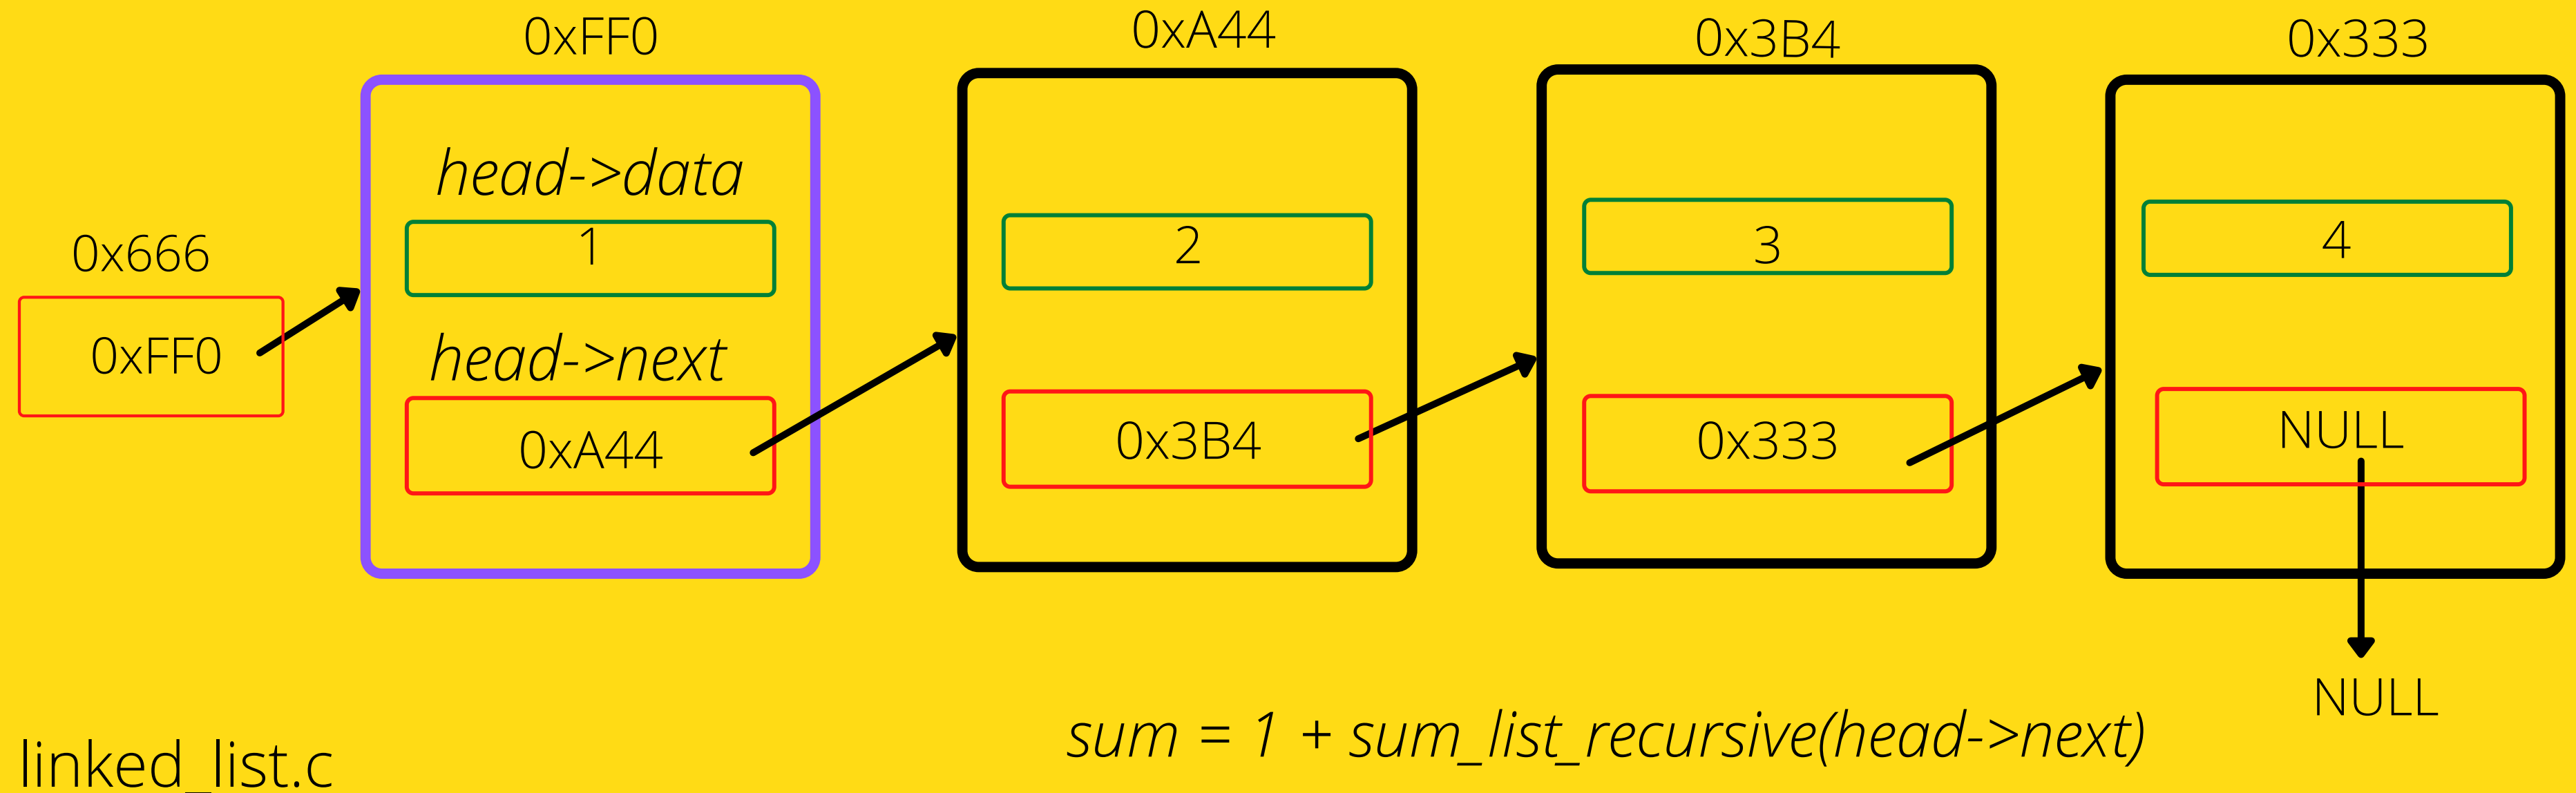 0xFF0
0xA44
0x3B4
0x333
head->data
1
2
3
4
0x666
0xFF0
head->next
0xA44
0x3B4
0x333
NULL
NULL
sum = 1 + sum_list_recursive(head->next)
linked_list.c